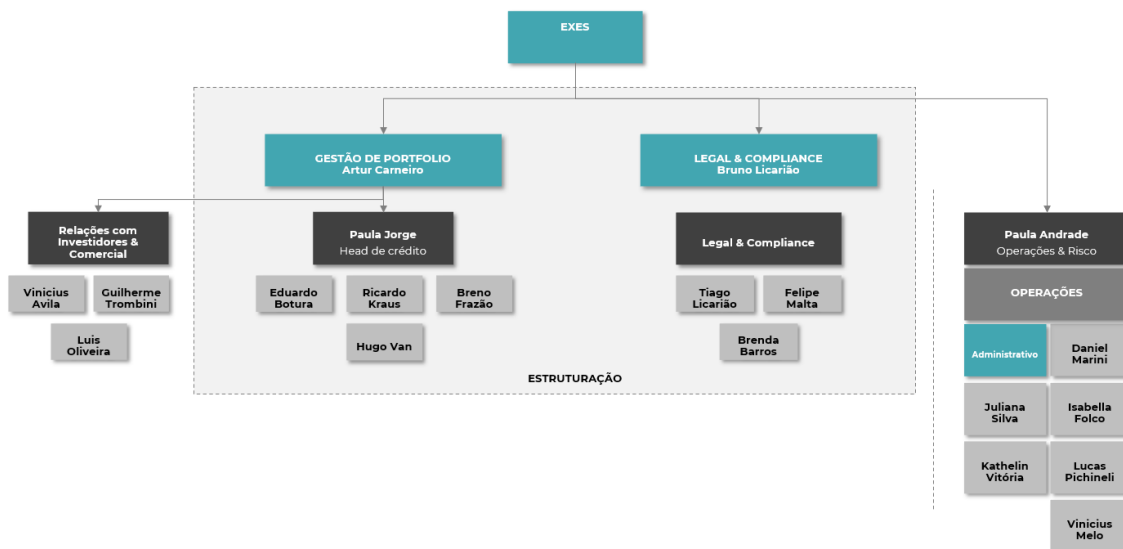 EXES
GESTÃO DE PORTFOLIO
Artur Carneiro
LEGAL & COMPLIANCE
Bruno Licarião
Relações com
Investidores &
Comercial
Paula Jorge
Head de crédito
Legal & Compliance
Paula Andrade
Operações & Risco
Vinicius
Avila
Guilherme
Trombini
Luis
Oliveira
Eduardo
Botura
Ricardo
Kraus
Breno
Frazão
Hugo Van
Tiago
Licarião
Felipe
Malta
Brenda
Barros
ESTRUTURAÇÃO
OPERAÇÕES
Administrativo
Daniel
Marini
Juliana
Silva
Isabella
Folco
Kathelin
Vitória
Lucas
Pichineli
Vinicius
Melo